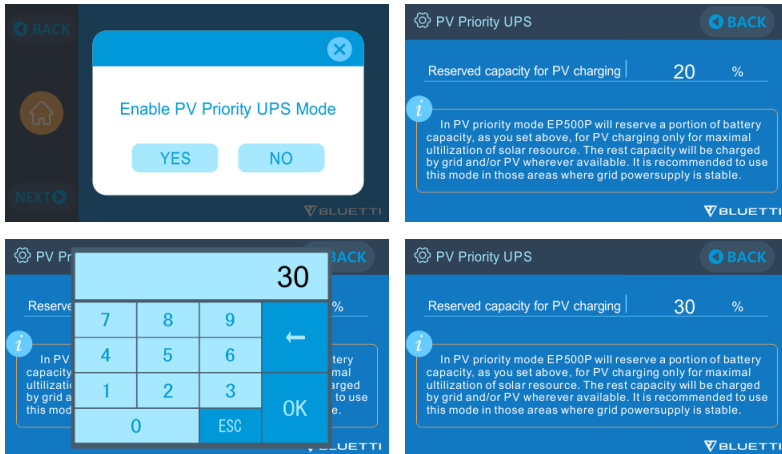 BACK
Enable PV Priority UPS Mode
YES
NO
NEXT
BLUETTI
PV Priority UPS
BACK
Reserved capacity for PV charging 20 %
i
In PV priority mode EP500P will reserve a portion of battery
capacity, as you set above, for PV charging only for maximal
ultilization of solar resource. The rest capacity will be charged
by grid and/or PV wherever available. It is recommended to use
this mode in those areas where grid powersupply is stable.
BLUETTI
PV Pr
BACK
30
Reserve
%
7 8 9 ←
4 5 6
1 2 3 OK
0 ESC
i
In PV tery
capacity mal
ultilizatio arged
by grid a to use
this mod e.
BLUETTI
PV Priority UPS
BACK
Reserved capacity for PV charging 30 %
i
In PV priority mode EP500P will reserve a portion of battery
capacity, as you set above, for PV charging only for maximal
ultilization of solar resource. The rest capacity will be charged
by grid and/or PV wherever available. It is recommended to use
this mode in those areas where grid powersupply is stable.
BLUETTI